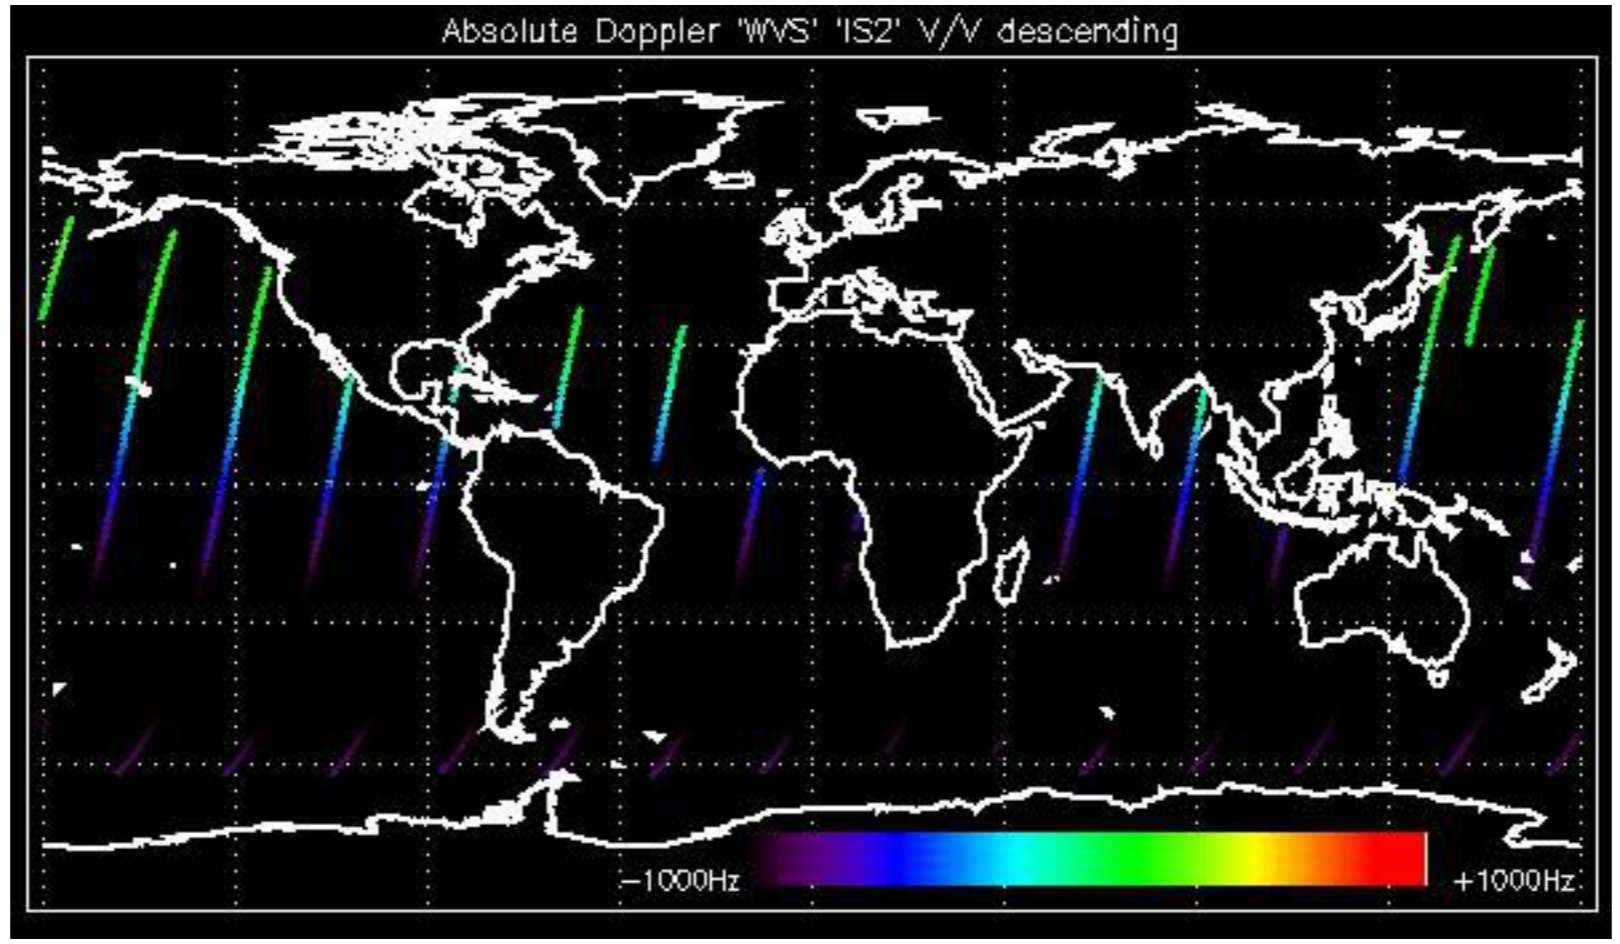 Absolute Doppler 'WVS' 'IS2' V/V descending
−1000Hz
+1000Hz